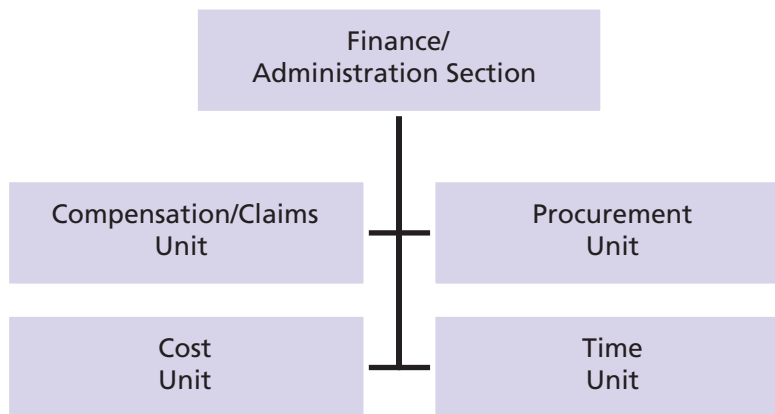 Finance/
Administration Section
Compensation/Claims
Unit
Procurement
Unit
Cost
Unit
Time
Unit